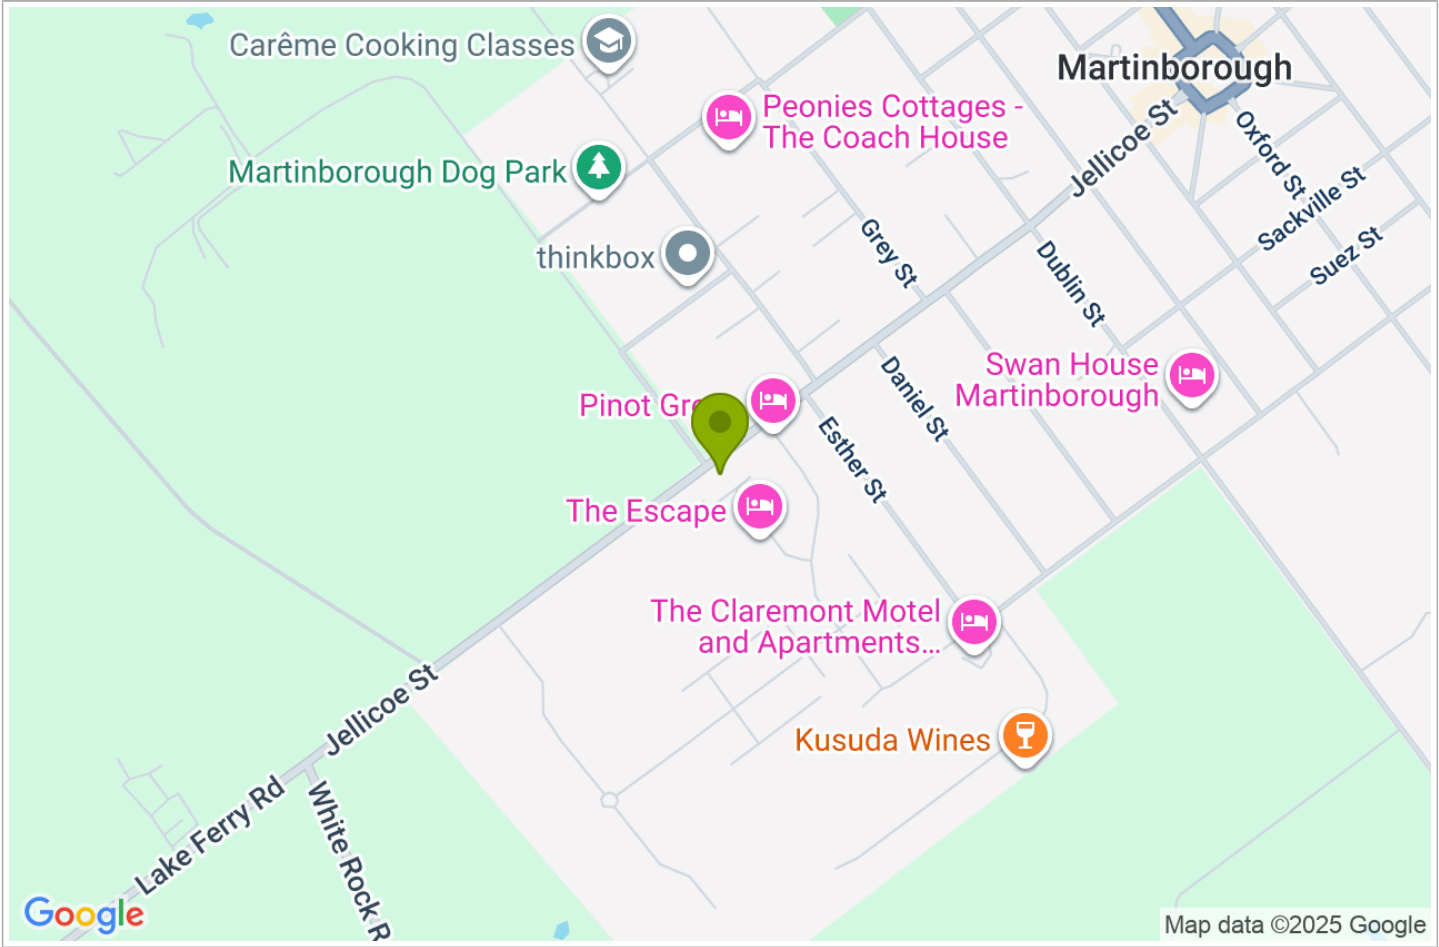 Carême Cooking Classes
Martinborough
Peonies Cottages -
The Coach House
Jellicoe St
Oxford St
Martinborough Dog Park
Sackville St
Suez St
Grey St
thinkbox
Dublin St
Swan House
Martinborough
Pinot Gr
Daniel St
Esther St
The Escape
The Claremont Motel
and Apartments...
Jellicoe St
Kusuda Wines
Lake Ferry Rd
White Rock R
Google
Map data ©2025 Google